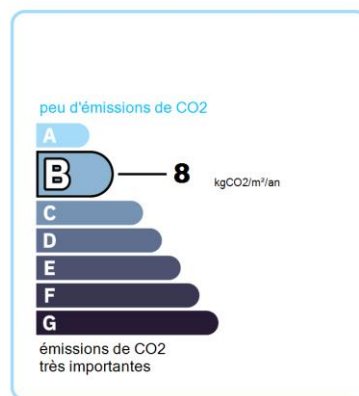 peu d'émissions de CO2
A
B 8 kgCO2/m²/an
C
D
E
F
G
émissions de CO2
très importantes